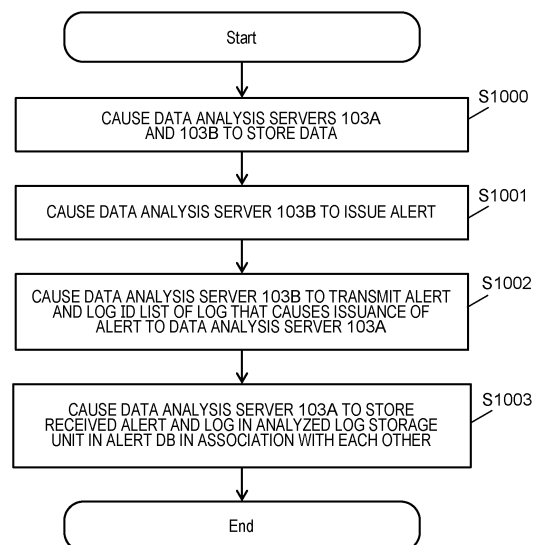 Start
S1000
CAUSE DATA ANALYSIS SERVERS 103A
AND 103B TO STORE DATA
S1001
CAUSE DATA ANALYSIS SERVER 103B TO ISSUE ALERT
S1002
CAUSE DATA ANALYSIS SERVER 103B TO TRANSMIT ALERT
AND LOG ID LIST OF LOG THAT CAUSES ISSUANCE OF
ALERT TO DATA ANALYSIS SERVER 103A
S1003
CAUSE DATA ANALYSIS SERVER 103A TO STORE
RECEIVED ALERT AND LOG IN ANALYZED LOG STORAGE
UNIT IN ALERT DB IN ASSOCIATION WITH EACH OTHER
End